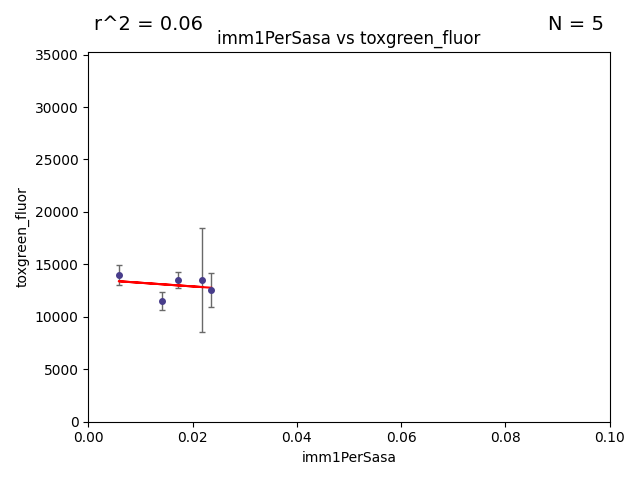 r^2 = 0.06
N = 5
imm1PerSasa vs toxgreen_fluor
35000
30000
25000
20000
15000
10000
5000
0
toxgreen_fluor
0.00 0.02 0.04 0.06 0.08 0.10
imm1PerSasa